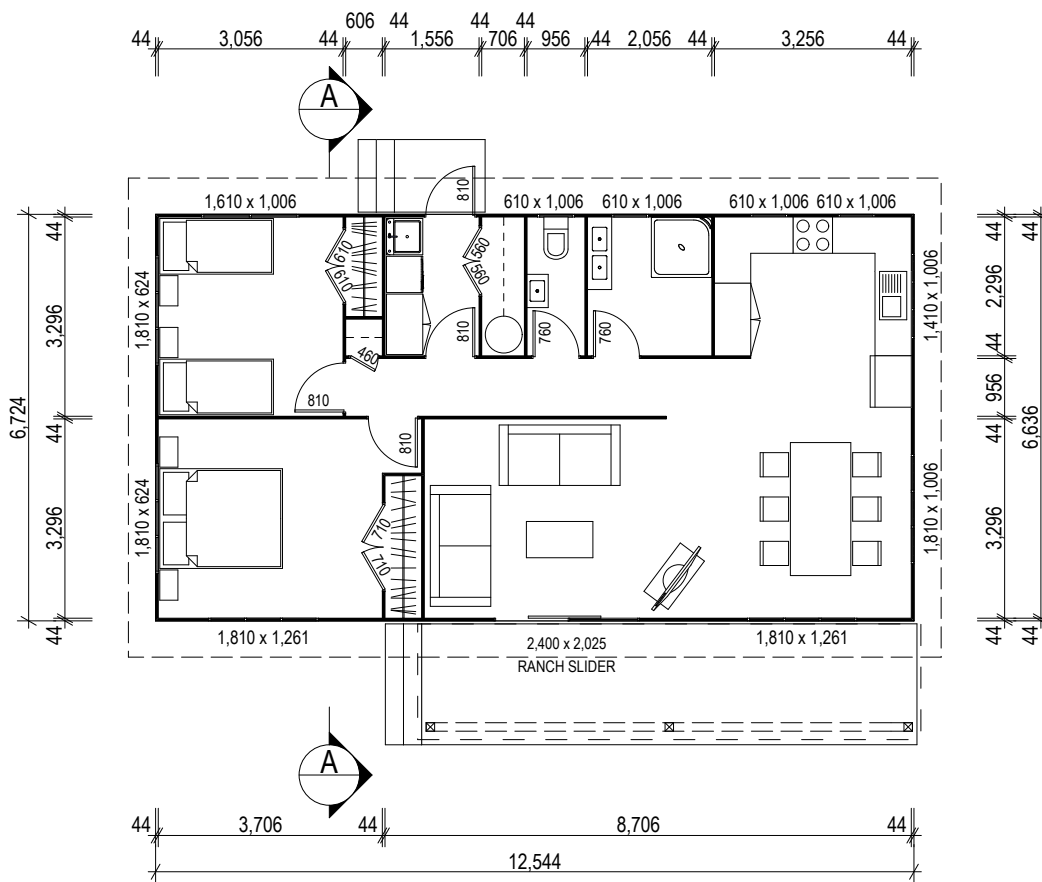 606 44 44 44
44 3,056 44 1,556 706 956 44 2,056 44 3,256 44
A
810
1,610 x 1,006 610 x 1,006 610 x 1,006 610 x 1,006 610 x 1,006
44 44 44
610 560
610 560
1,810 x 624 3,296 2,296 1,410 x 1,006
810 760 760
460 44
810 956
6,724 44 44 6,636
810
1,810 x 624 3,296 710 1,810 x 1,006 3,296
710
44 44 44
1,810 x 1,261 2,400 x 2,025 1,810 x 1,261
RANCH SLIDER
A
44 3,706 44 8,706 44
12,544